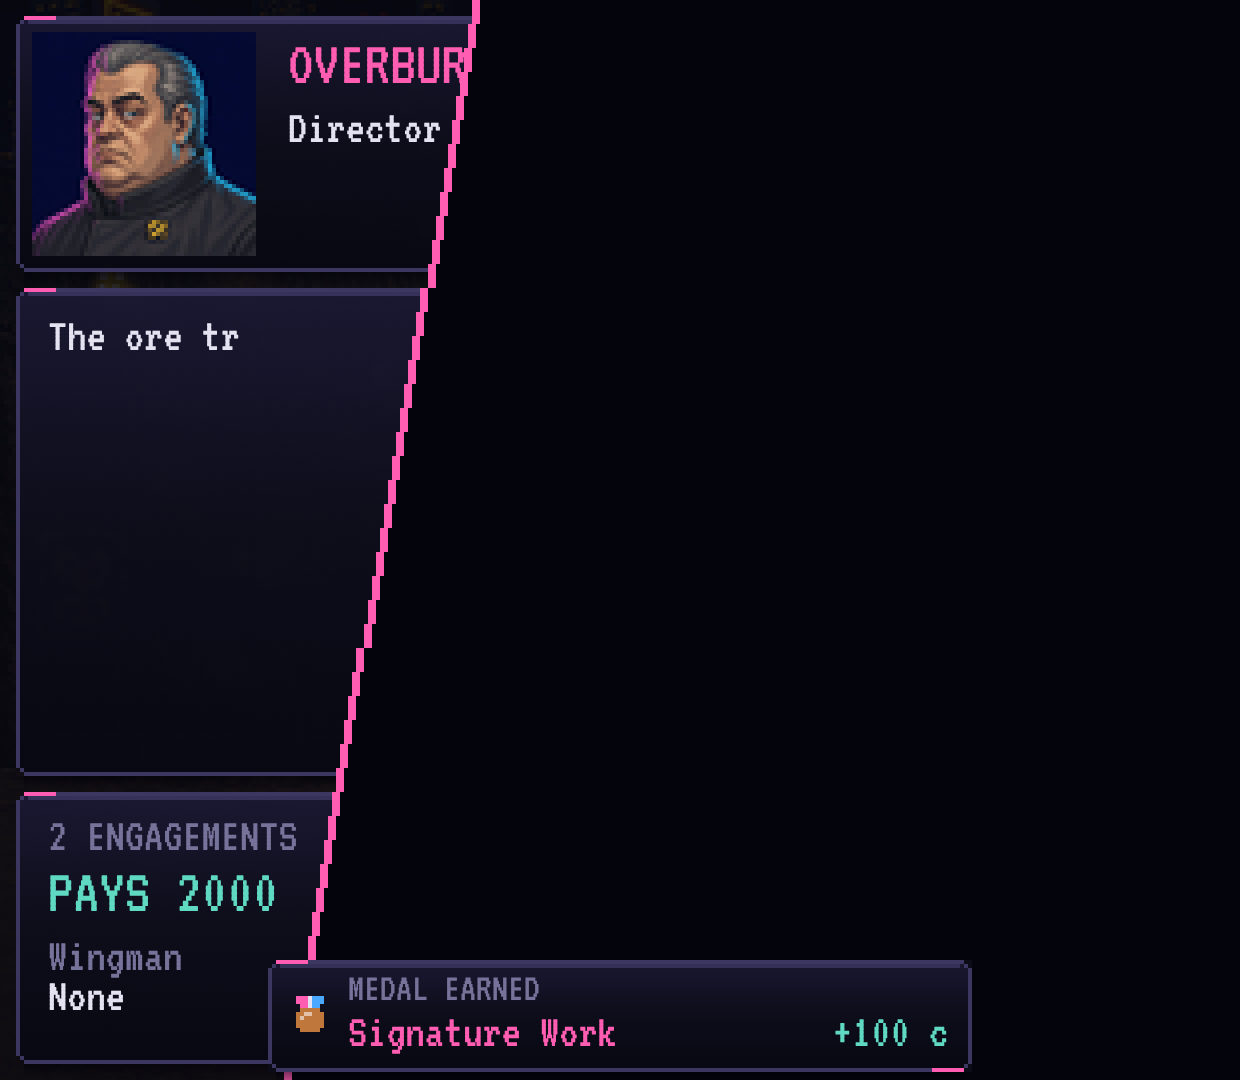 OVERBUR
Director
The ore tr
2 ENGAGEMENTS
PAYS 2000
Wingman
None
MEDAL EARNED
Signature Work +100 c